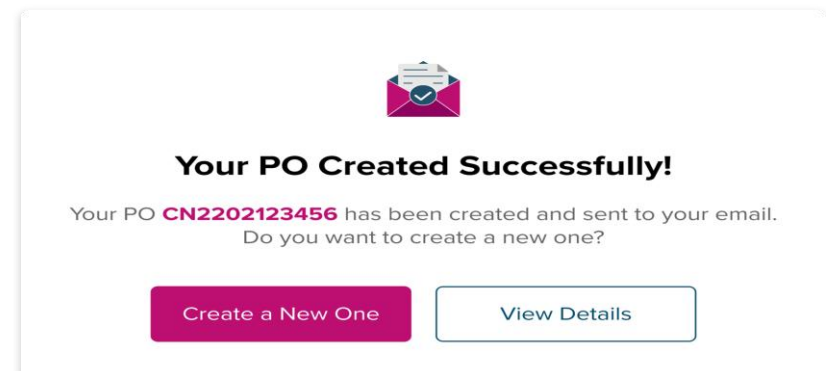 Your PO Created Successfully!
Your PO CN2202123456 has been created and sent to your email.
Do you want to create a new one?
Create a New One
View Details